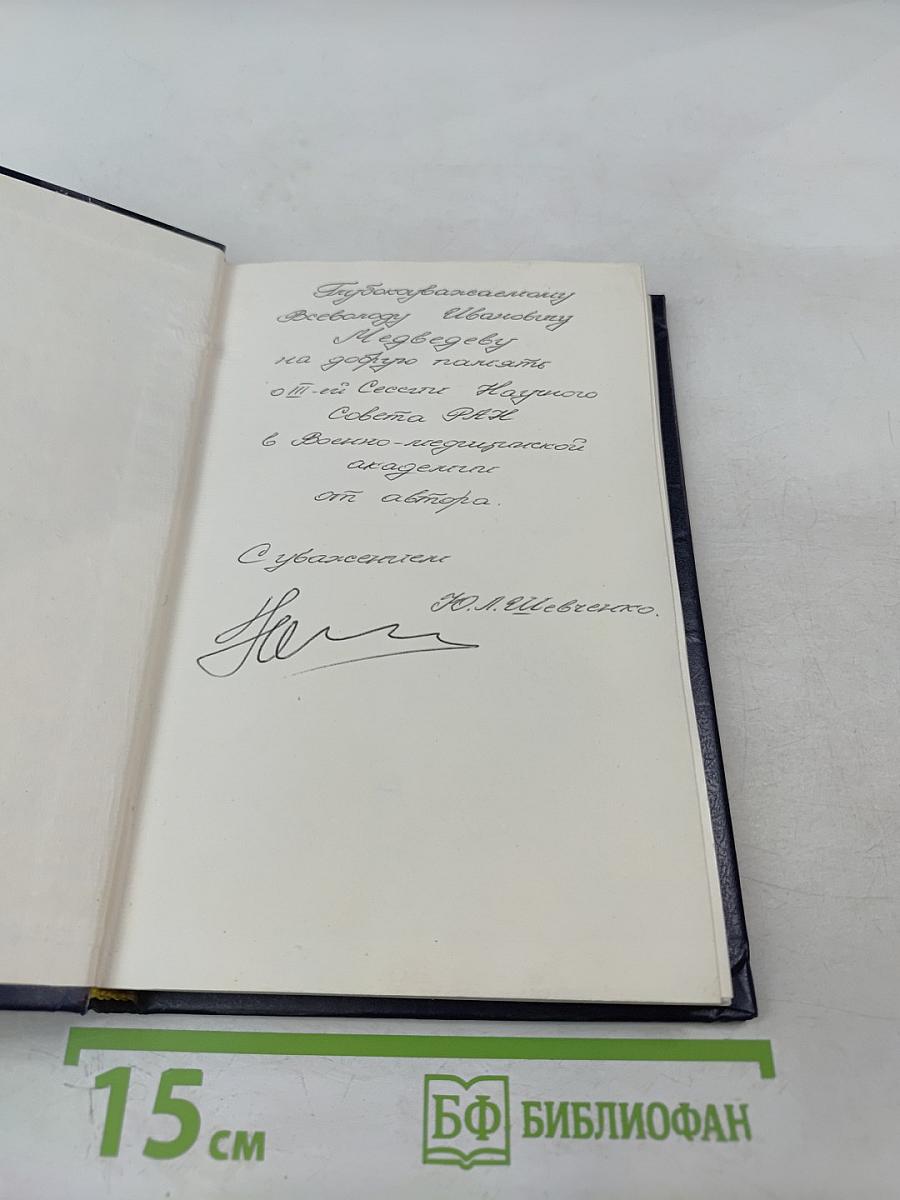 Глубокоуважаемому
Всеволоду Ивановичу
Медведеву
на добрую память
о III-ей Сессии Научного
Совета РАН
в Военно-медицинской
академии
от автора.
С уважением
Ю.Л.Шевченко.
15 см
БФ БИБЛИОФАН